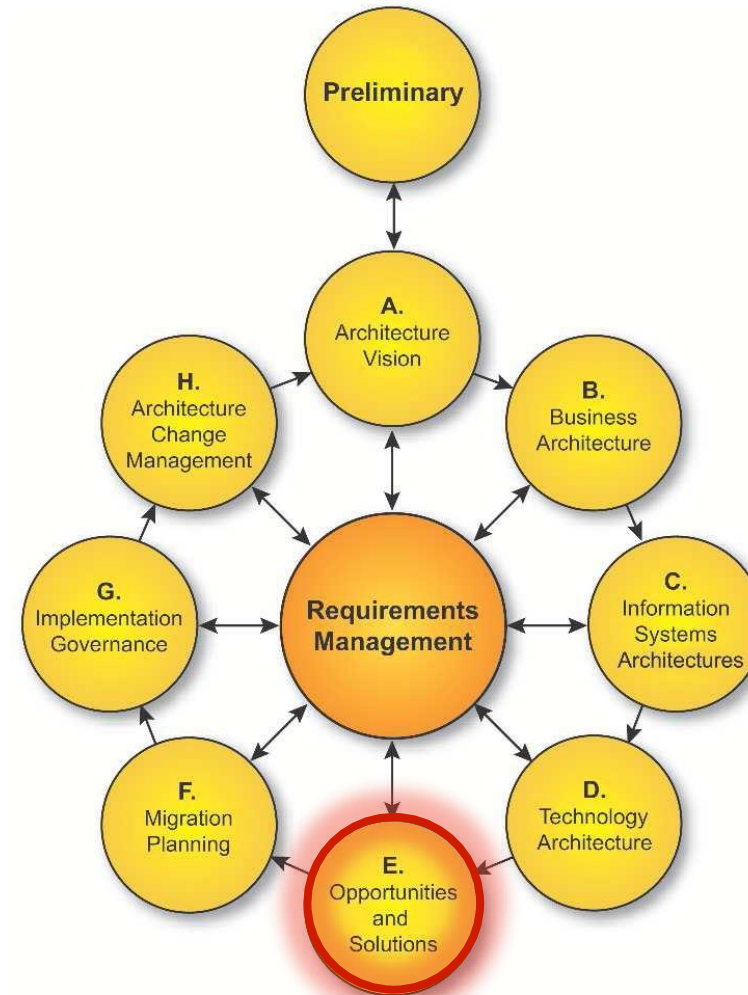 Preliminary
A.
Architecture
Vision
B.
Business
Architecture
C.
Information
Systems
Architectures
D.
Technology
Architecture
E.
Opportunities
and
Solutions
F.
Migration
Planning
G.
Implementation
Governance
H.
Architecture
Change
Management
Requirements
Management